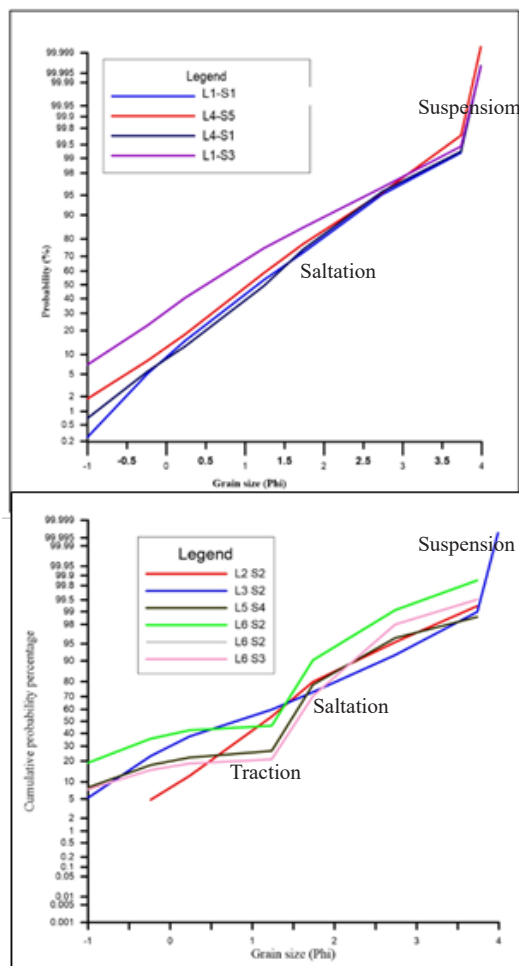 99.999
99.995
99.99
99.95
99.9
99.8
99.5
99
98
95
90
80
70
60
50
40
30
20
10
5
2
1
0.5
0.2
Probability (%)
Legend
L1-S1
L4-S5
L4-S1
L1-S3
Suspensiom
Saltation
-1 -0.5 0 0.5 1 1.5 2 2.5 3 3.5 4
Grain size (Phi)
99.999
99.995
99.99
99.95
99.9
99.8
99.5
99
98
95
90
80
70
60
50
40
30
20
10
5
2
1
0.5
0.2
0.1
0.05
0.01
0.005
0.001
Cumulative probability percentage
Legend
L2 S2
L3 S2
L5 S4
L6 S2
L6 S2
L6 S3
Suspension
Saltation
Traction
-1 0 1 2 3 4
Grain size (Phi)